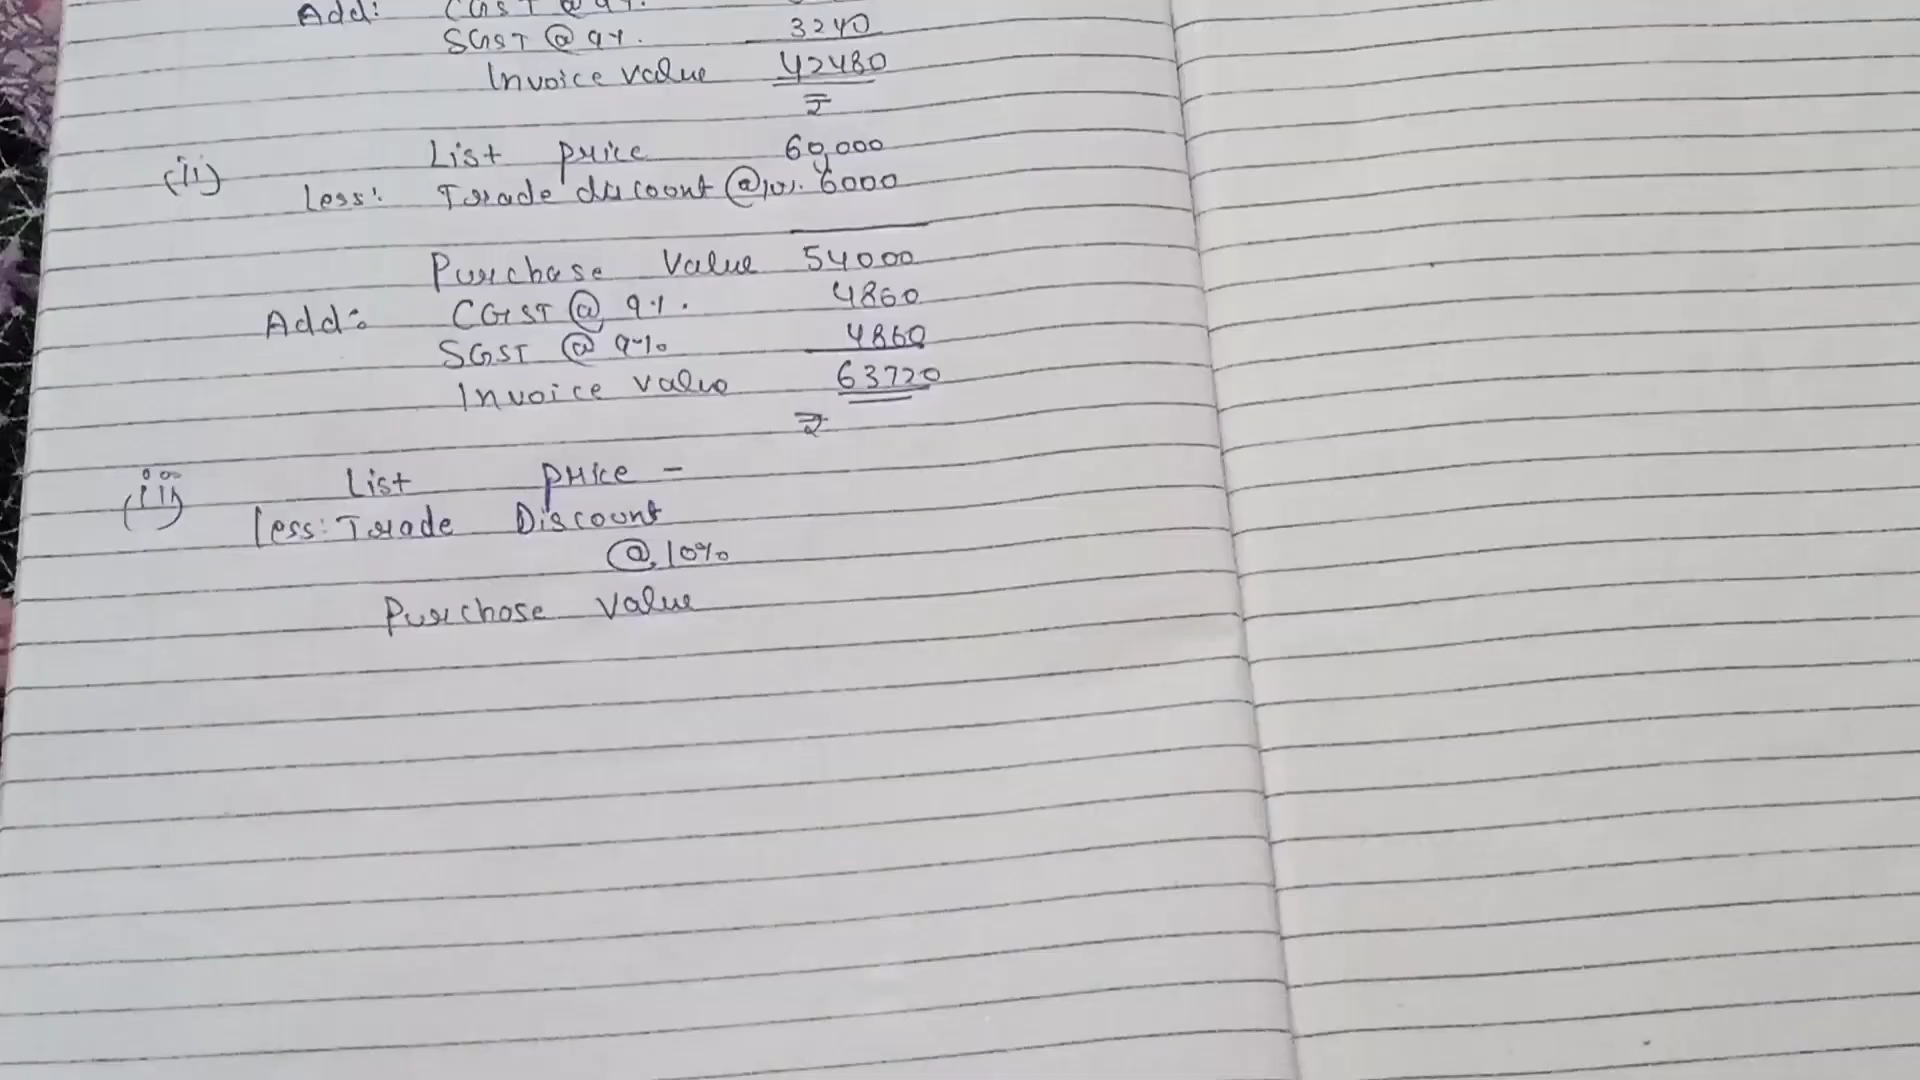 Add: CGST @ 9%.
SGST @ 9%. 3240
Invoice value 42480
₹
(ii) List price 60,000
Less: Trade discount @10%. 6000
Purchase Value 54000
Add: CGST @ 9%. 4860
SGST @ 9% 4860
Invoice value 63720
₹
(iii) List price -
Less: Trade Discount
@ 10%
Purchase Value